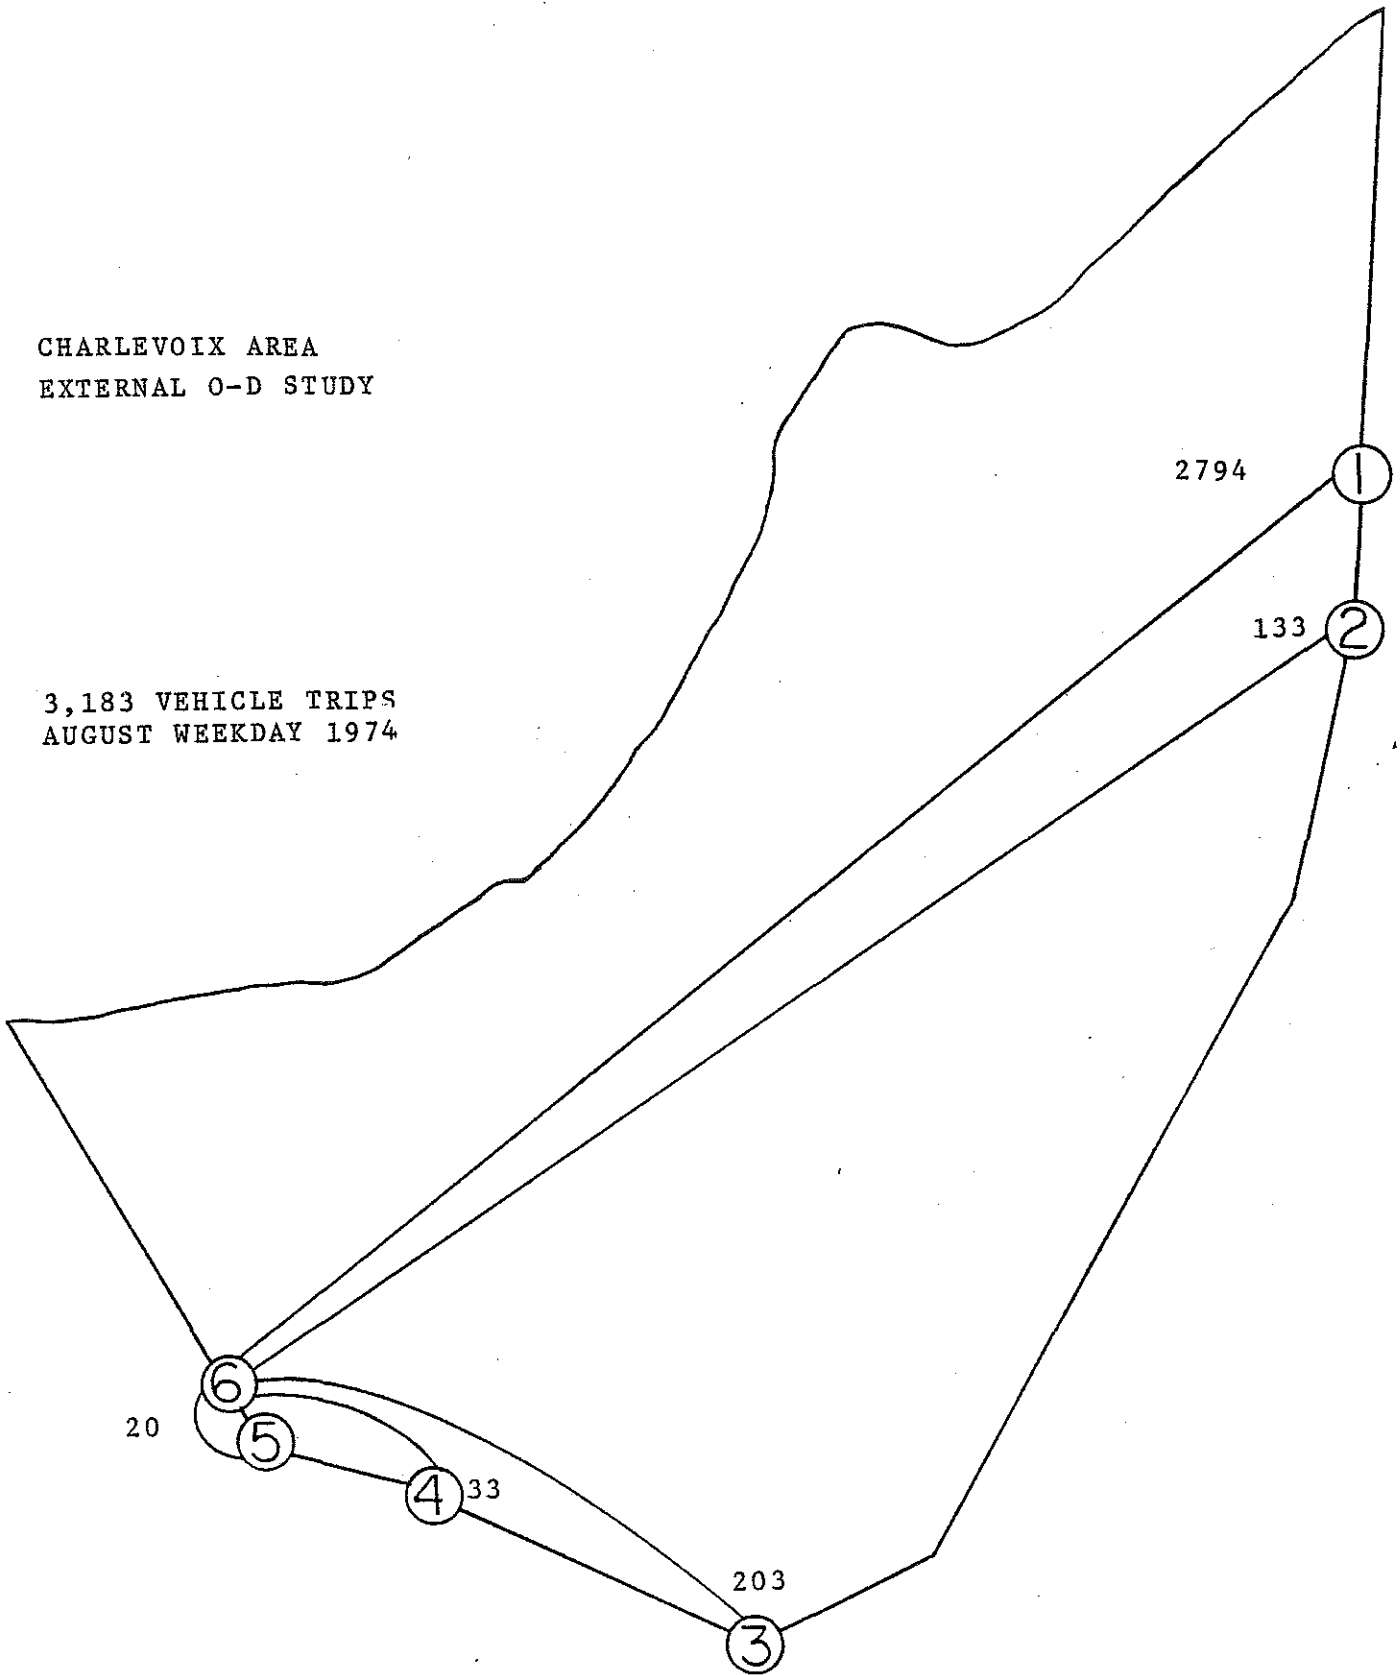 CHARLEVOIX AREA
EXTERNAL O-D STUDY
2794
1
133
2
3,183 VEHICLE TRIPS
AUGUST WEEKDAY 1974
6
20
5
4
33
203
3